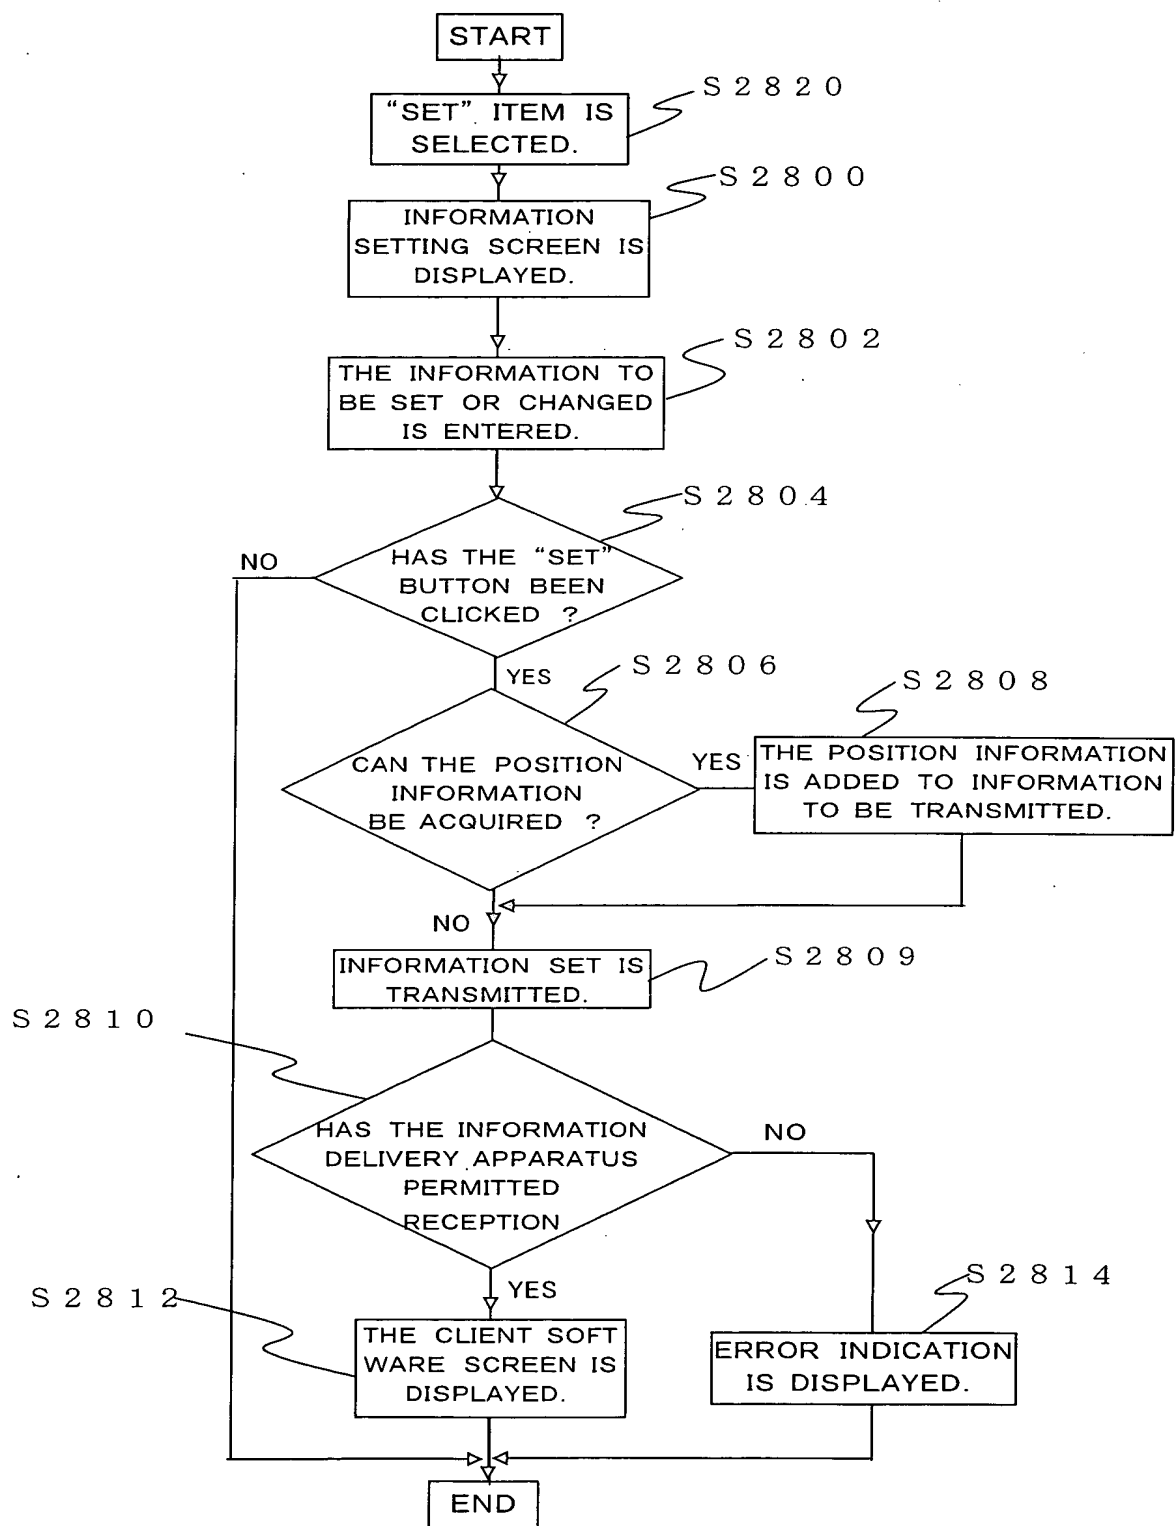 START
S2820
“SET” ITEM IS
SELECTED.
S2800
INFORMATION
SETTING SCREEN IS
DISPLAYED.
S2802
THE INFORMATION TO
BE SET OR CHANGED
IS ENTERED.
S2804
NO
HAS THE “SET”
BUTTON BEEN
CLICKED ?
YES
S2806
S2808
CAN THE POSITION
INFORMATION
BE ACQUIRED ?
YES
THE POSITION INFORMATION
IS ADDED TO INFORMATION
TO BE TRANSMITTED.
NO
S2809
INFORMATION SET IS
TRANSMITTED.
S2810
HAS THE INFORMATION
DELIVERY APPARATUS
PERMITTED
RECEPTION
NO
YES
S2812
S2814
THE CLIENT SOFT
WARE SCREEN IS
DISPLAYED.
ERROR INDICATION
IS DISPLAYED.
END